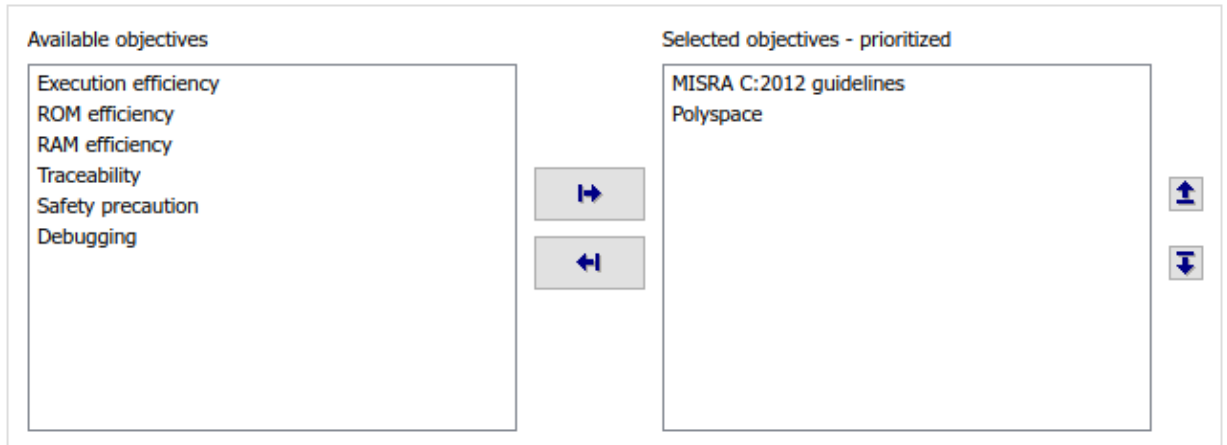 Available objectives
Execution efficiency
ROM efficiency
RAM efficiency
Traceability
Safety precaution
Debugging
Selected objectives - prioritized
MISRA C:2012 guidelines
Polyspace